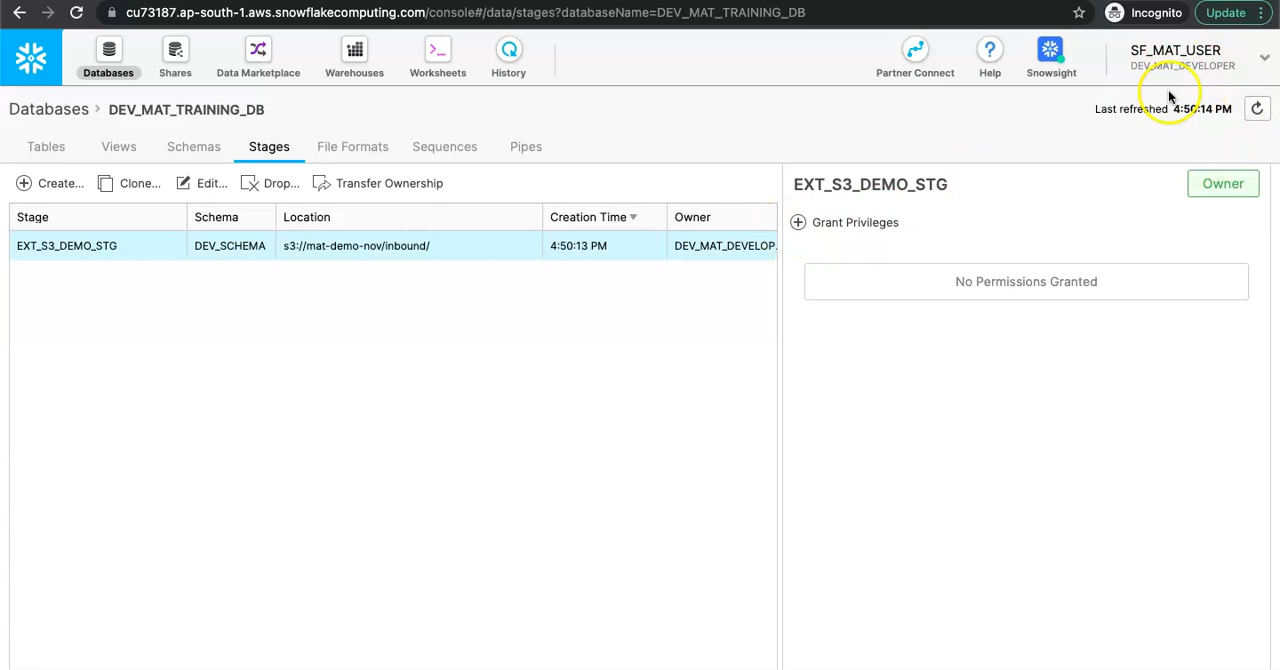 cu73187.ap-south-1.aws.snowflakecomputing.com/console#/data/stages?databaseName=DEV_MAT_TRAINING_DB
Incognito
Update
Databases
Shares
Data Marketplace
Warehouses
Worksheets
History
Partner Connect
Help
Snowsight
SF_MAT_USER
DEV_MAT_DEVELOPER
Databases › DEV_MAT_TRAINING_DB
Last refreshed 4:50:14 PM
Tables Views Schemas Stages File Formats Sequences Pipes
Create... Clone... Edit... Drop... Transfer Ownership
EXT_S3_DEMO_STG
Owner
Stage Schema Location Creation Time Owner
Grant Privileges
EXT_S3_DEMO_STG DEV_SCHEMA s3://mat-demo-nov/inbound/ 4:50:13 PM DEV_MAT_DEVELOP...
No Permissions Granted